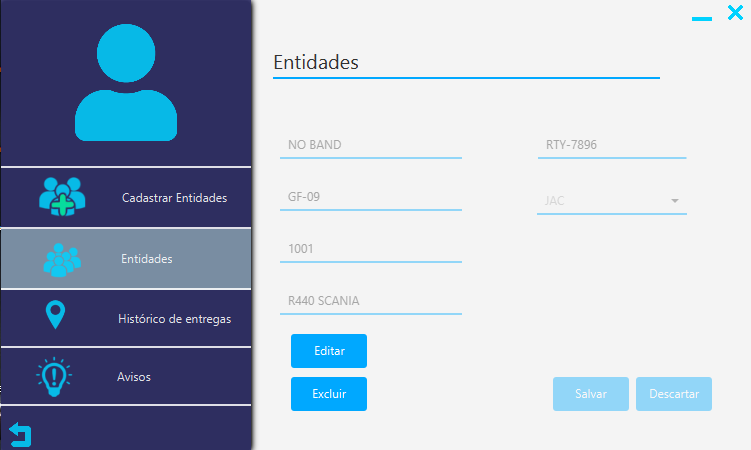 Entidades
Cadastrar Entidades
Entidades
Histórico de entregas
Avisos
NO BAND
RTY-7896
GF-09
JAC
1001
R440 SCANIA
Editar
Excluir
Salvar
Descartar